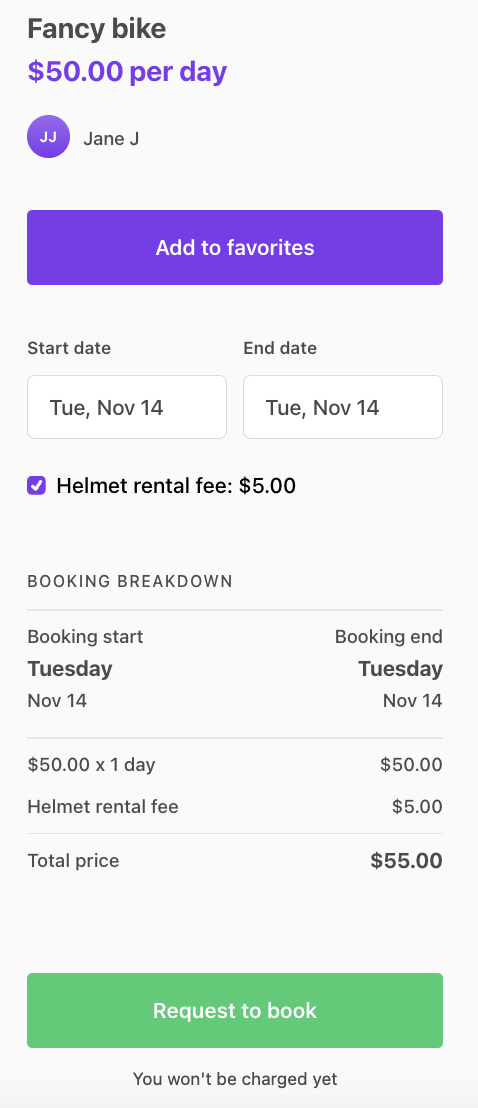 Fancy bike
$50.00 per day
JJ Jane J
Add to favorites
Start date End date
Tue, Nov 14 Tue, Nov 14
Helmet rental fee: $5.00
BOOKING BREAKDOWN
Booking start Booking end
Tuesday Tuesday
Nov 14 Nov 14
$50.00 x 1 day $50.00
Helmet rental fee $5.00
Total price $55.00
Request to book
You won't be charged yet